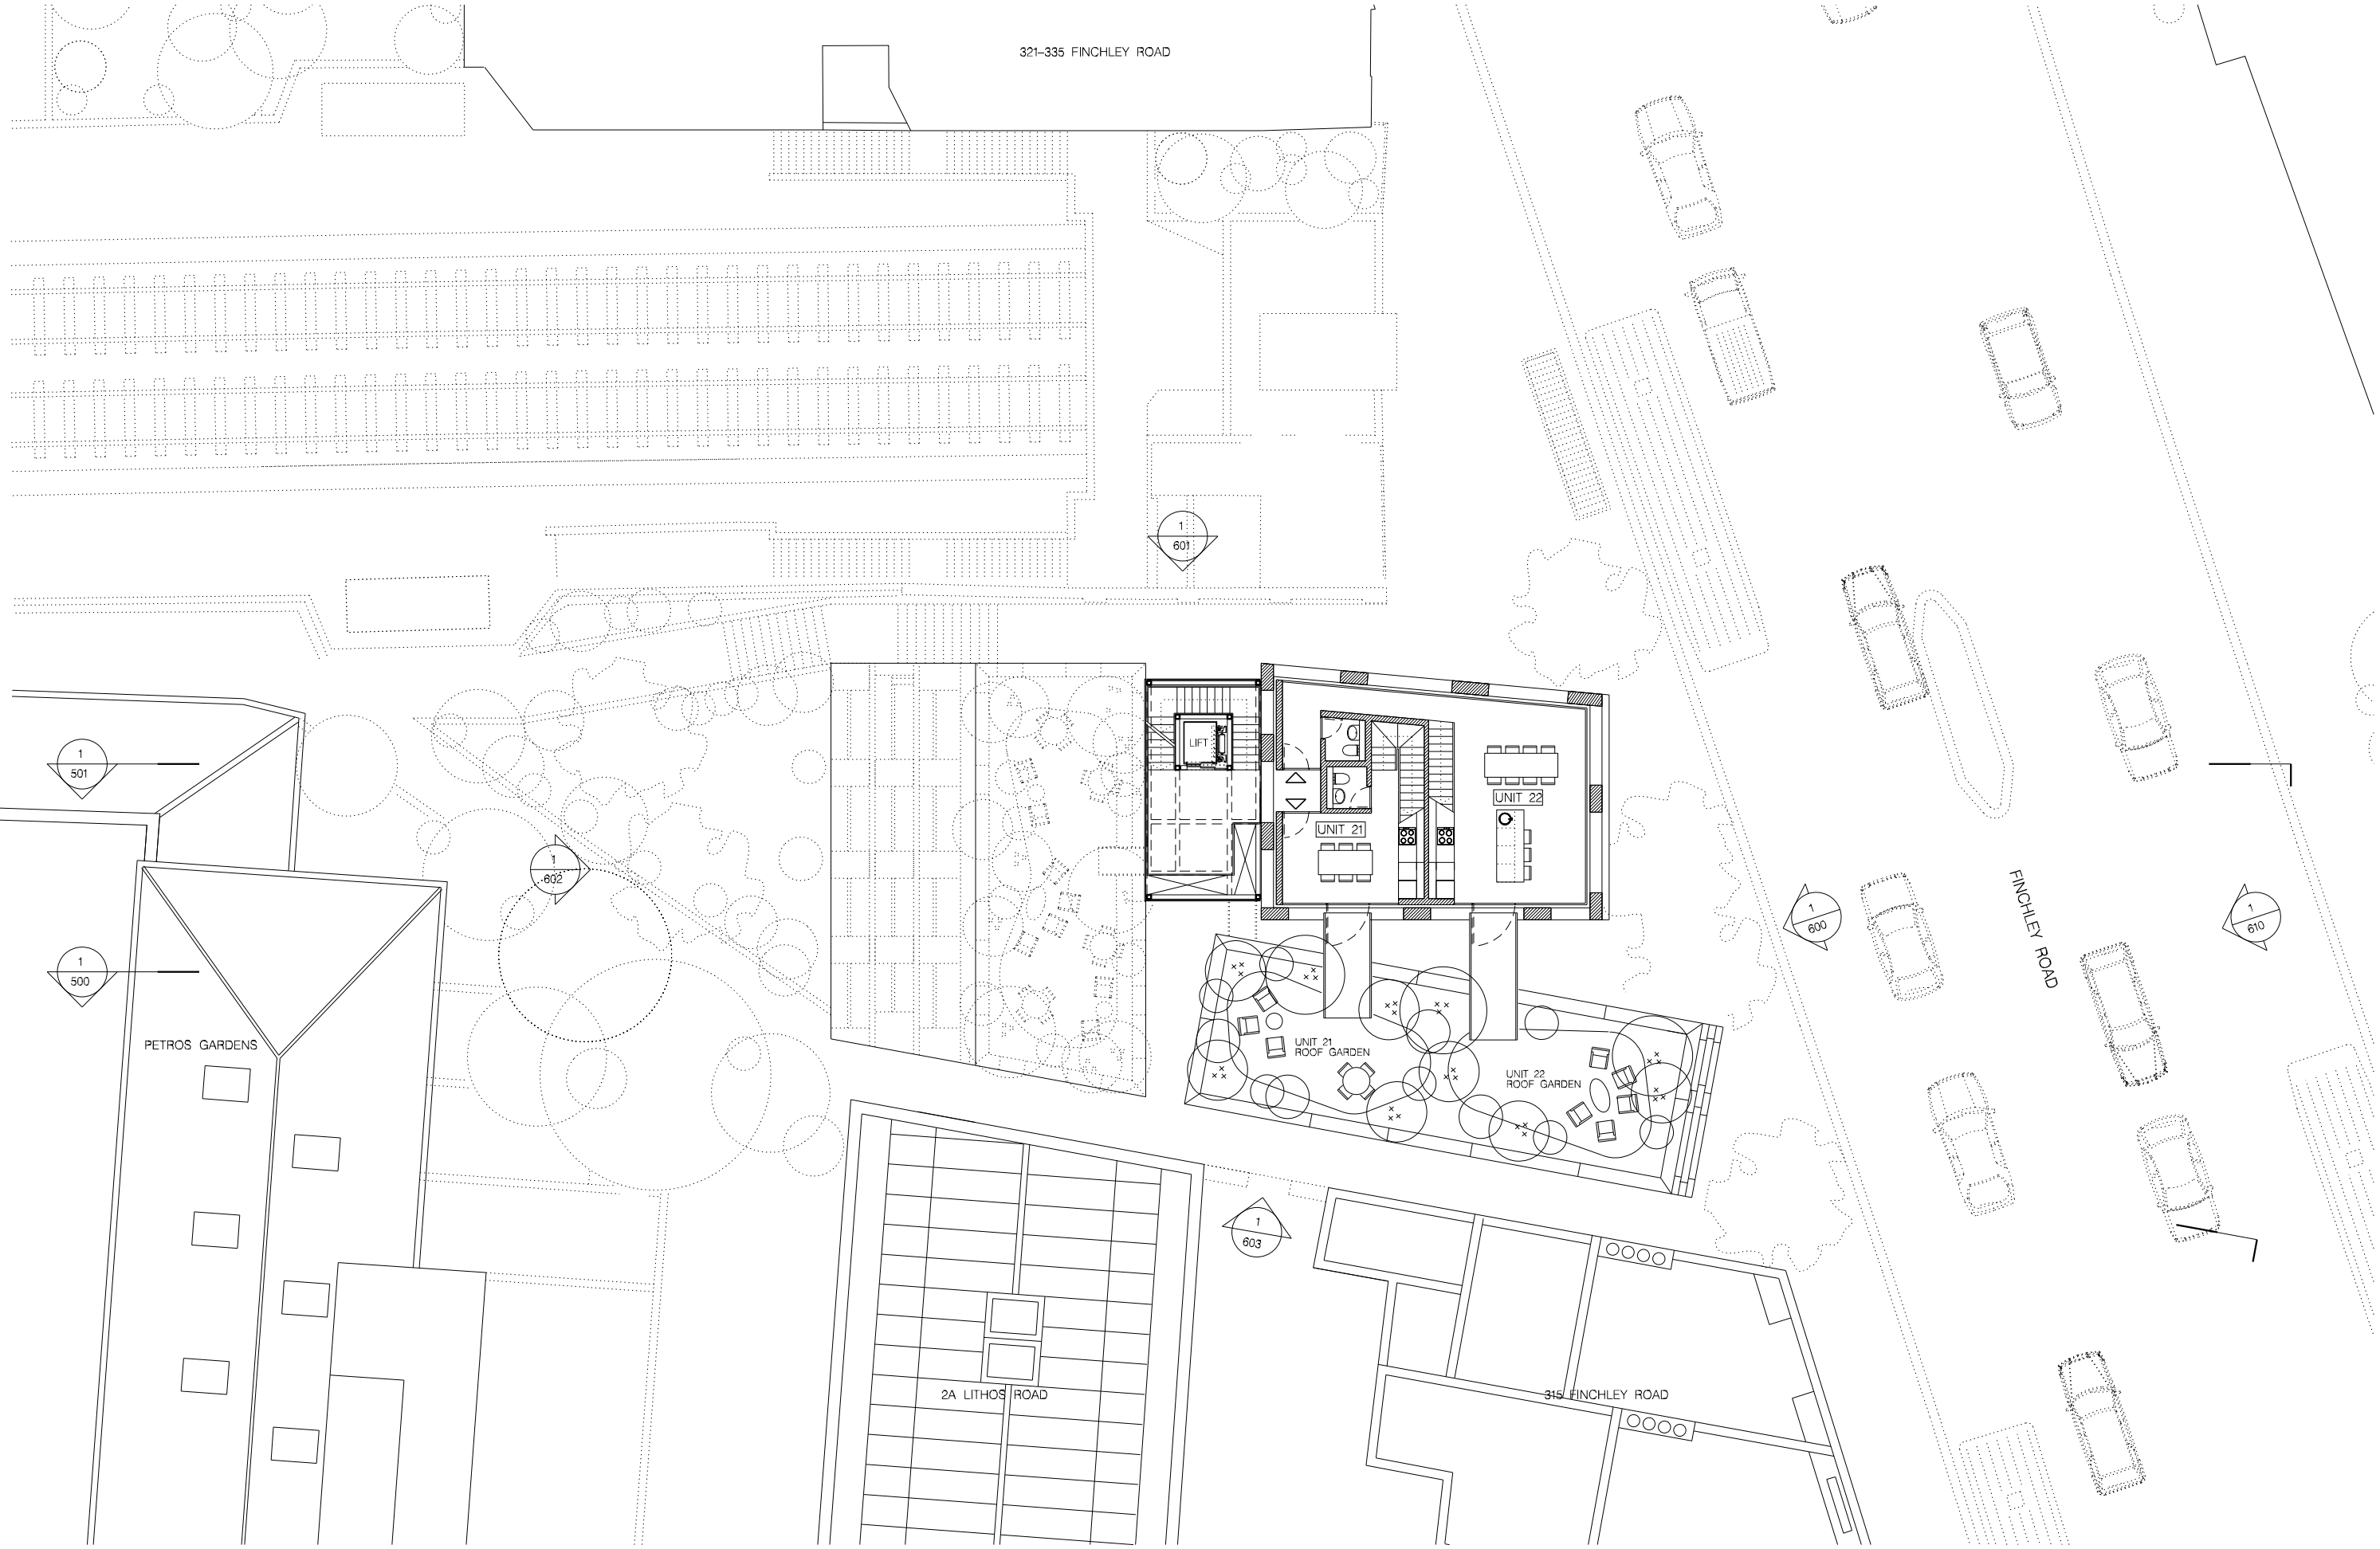 321-335 FINCHLEY ROAD
1
601
LIFT
1
501
UNIT 22
UNIT 21
1
602
FINCHLEY ROAD
1
600
1
610
1
500
PETROS GARDENS
UNIT 21
ROOF GARDEN
UNIT 22
ROOF GARDEN
1
603
2A LITHOS ROAD
315 FINCHLEY ROAD